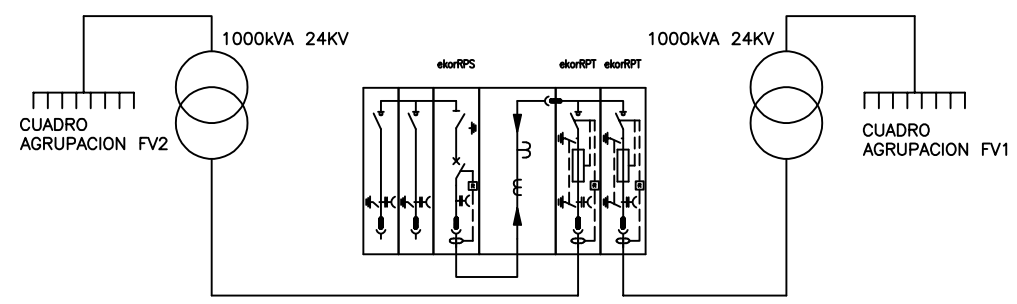 1000kVA 24KV
1000kVA 24KV
ekorRPS
ekorRPT
ekorRPT
CUADRO
AGRUPACION FV2
CUADRO
AGRUPACION FV1